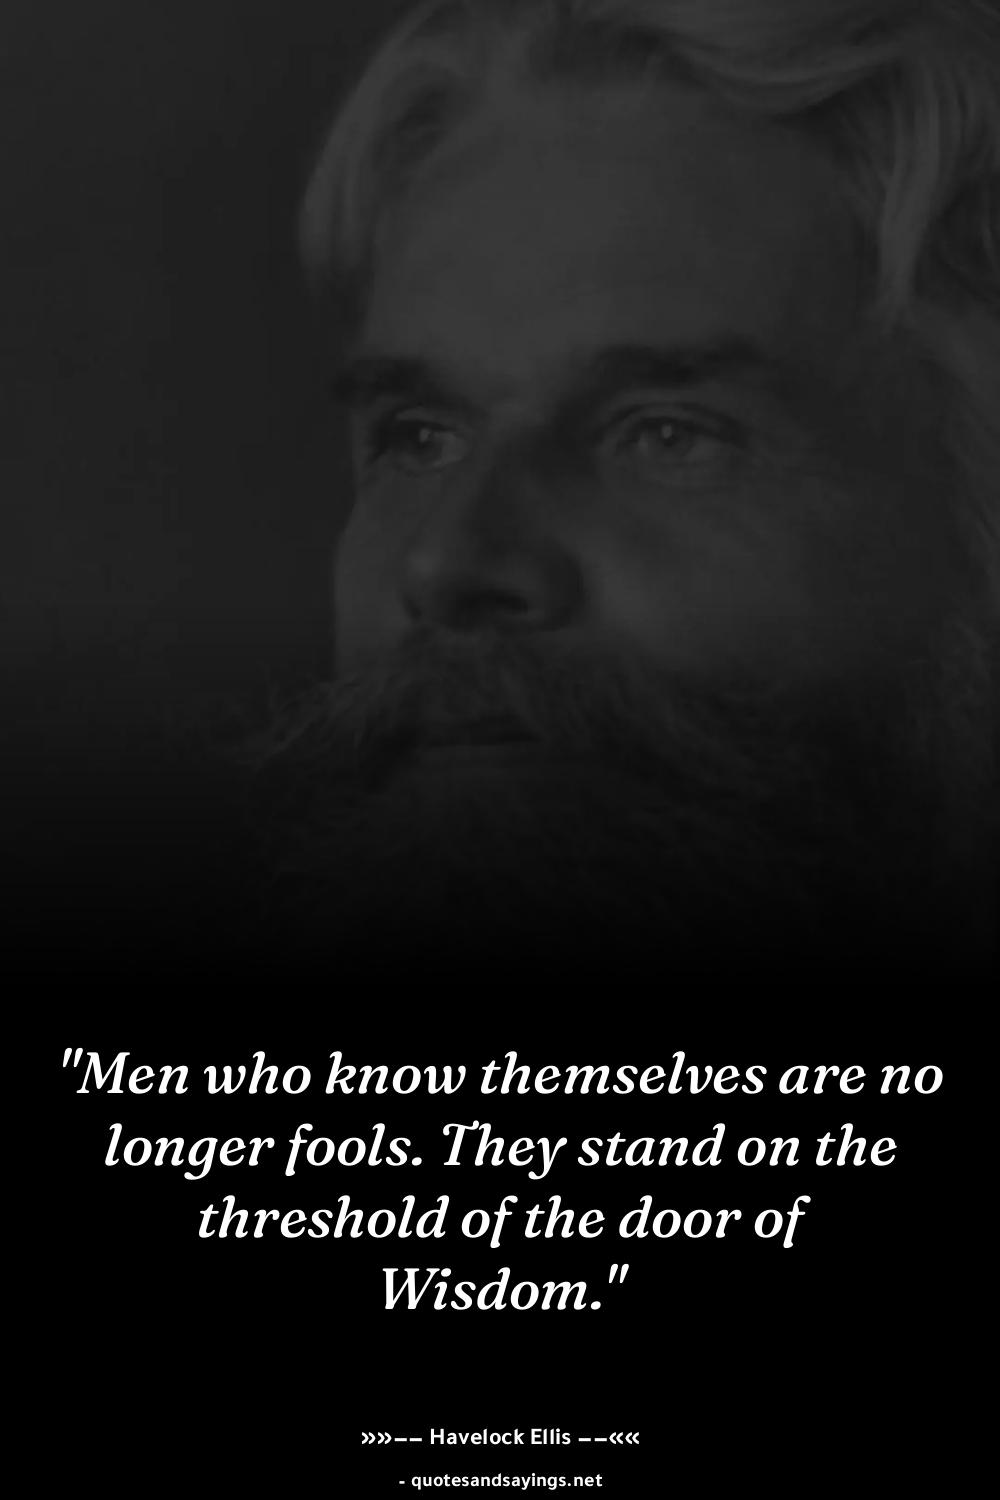 "Men who know themselves are no
longer fools. They stand on the
threshold of the door of
Wisdom."
»»–– Havelock Ellis ––««
- quotesandsayings.net